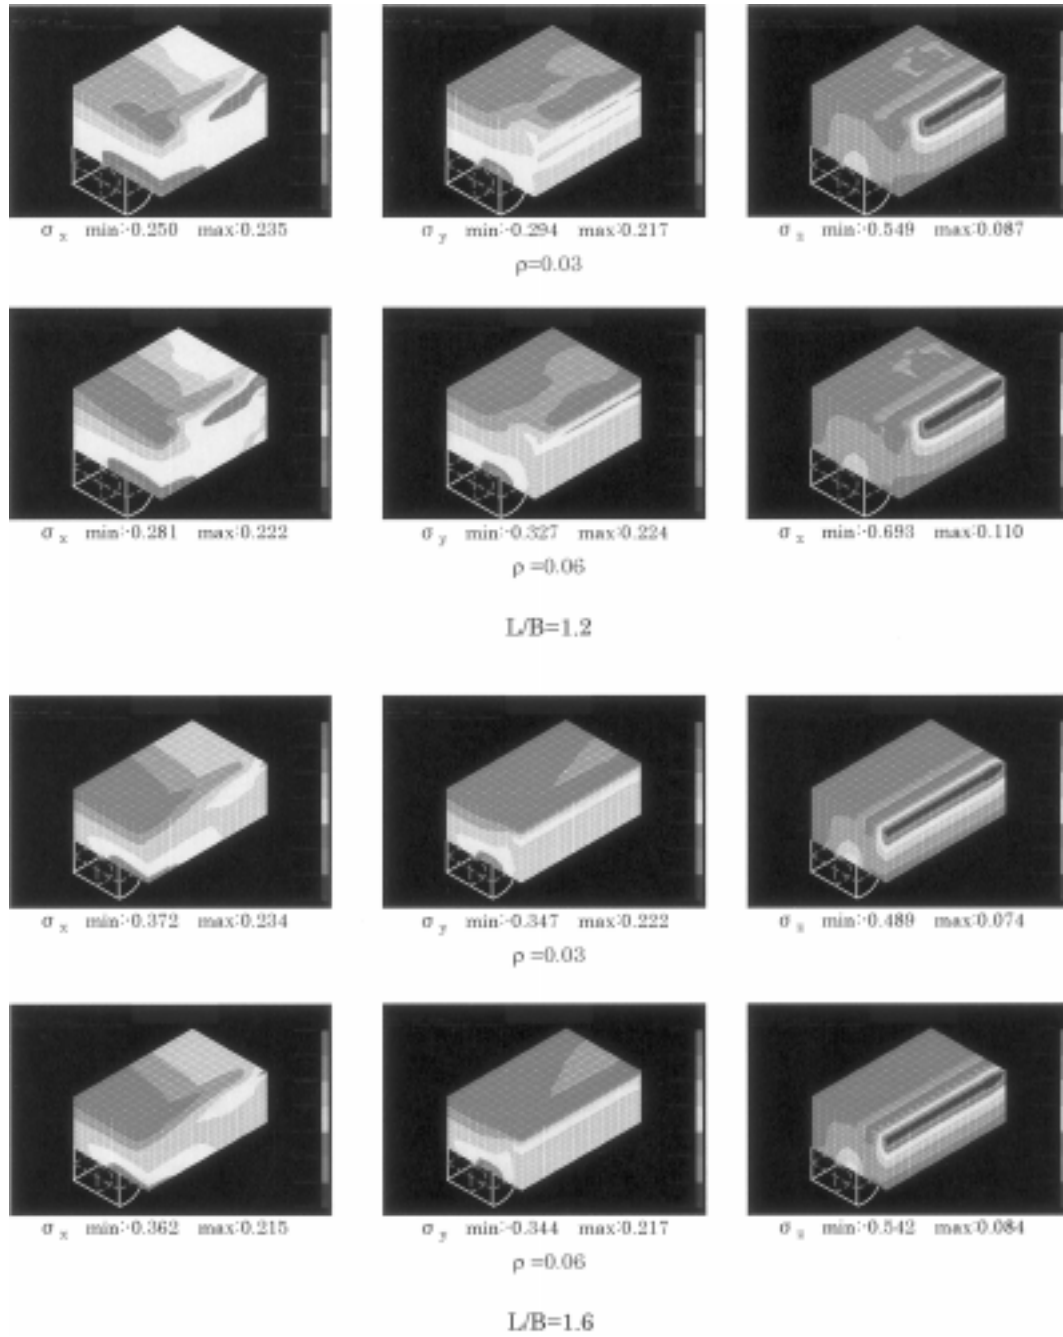 σx min:-0.250 max:0.235
σy min:-0.294 max:0.217
σz min:-0.549 max:0.087
ρ=0.03
σx min:-0.281 max:0.222
σy min:-0.327 max:0.224
σz min:-0.693 max:0.110
ρ =0.06
L/B=1.2
σx min:-0.372 max:0.234
σy min:-0.347 max:0.222
σz min:-0.489 max:0.074
ρ =0.03
σx min:-0.362 max:0.215
σy min:-0.344 max:0.217
σz min:-0.542 max:0.084
ρ =0.06
L/B=1.6